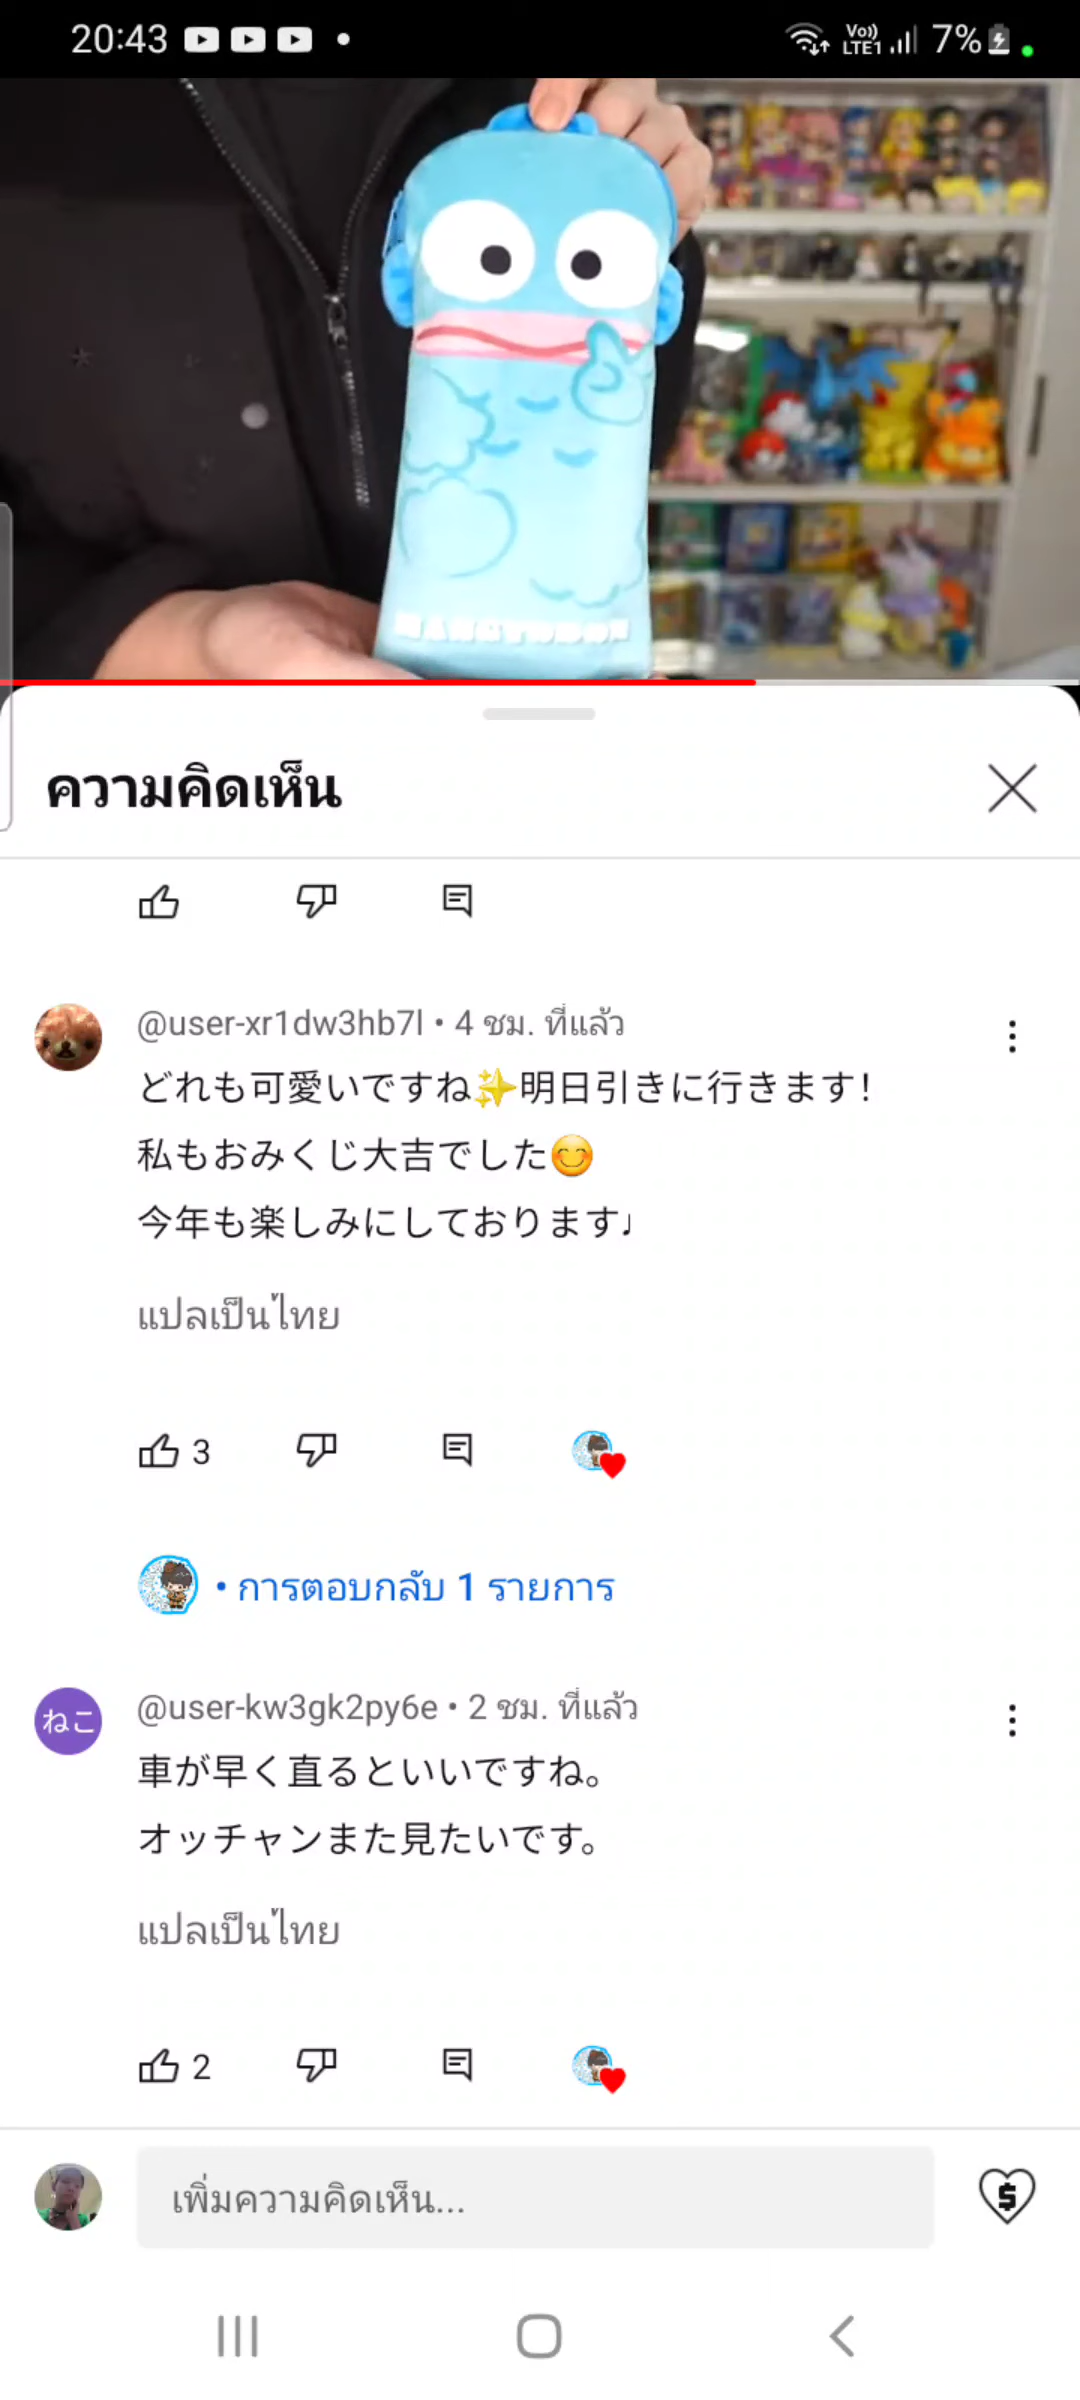 20:43
Vo)) LTE1 7%
HANGYODON
ความคิดเห็น
@user-xr1dw3hb7l • 4 ชม. ที่แล้ว
どれも可愛いですね✨明日引きに行きます!
私もおみくじ大吉でした😊
今年も楽しみにしております♩
แปลเป็นไทย
3
• การตอบกลับ 1 รายการ
ねこ
@user-kw3gk2py6e • 2 ชม. ที่แล้ว
車が早く直るといいですね。
オッチャンまた見たいです。
แปลเป็นไทย
2
เพิ่มความคิดเห็น...